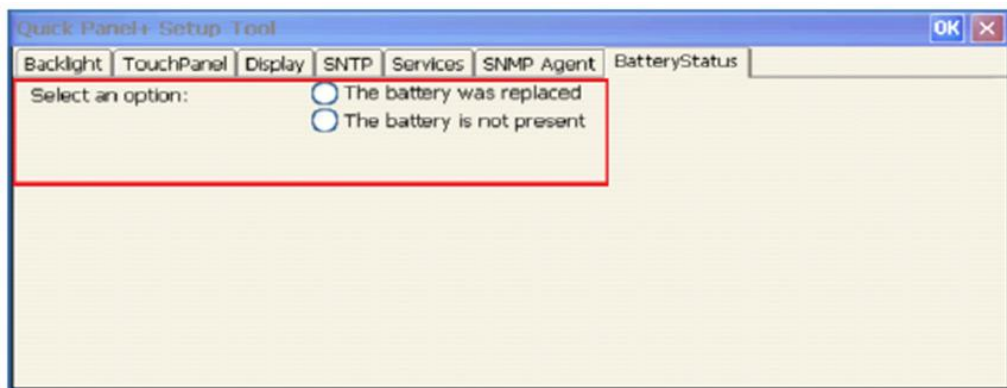 Quick Panel+ Setup Tool
OK
Backlight TouchPanel Display SNTP Services SNMP Agent BatteryStatus
Select an option: The battery was replaced
The battery is not present